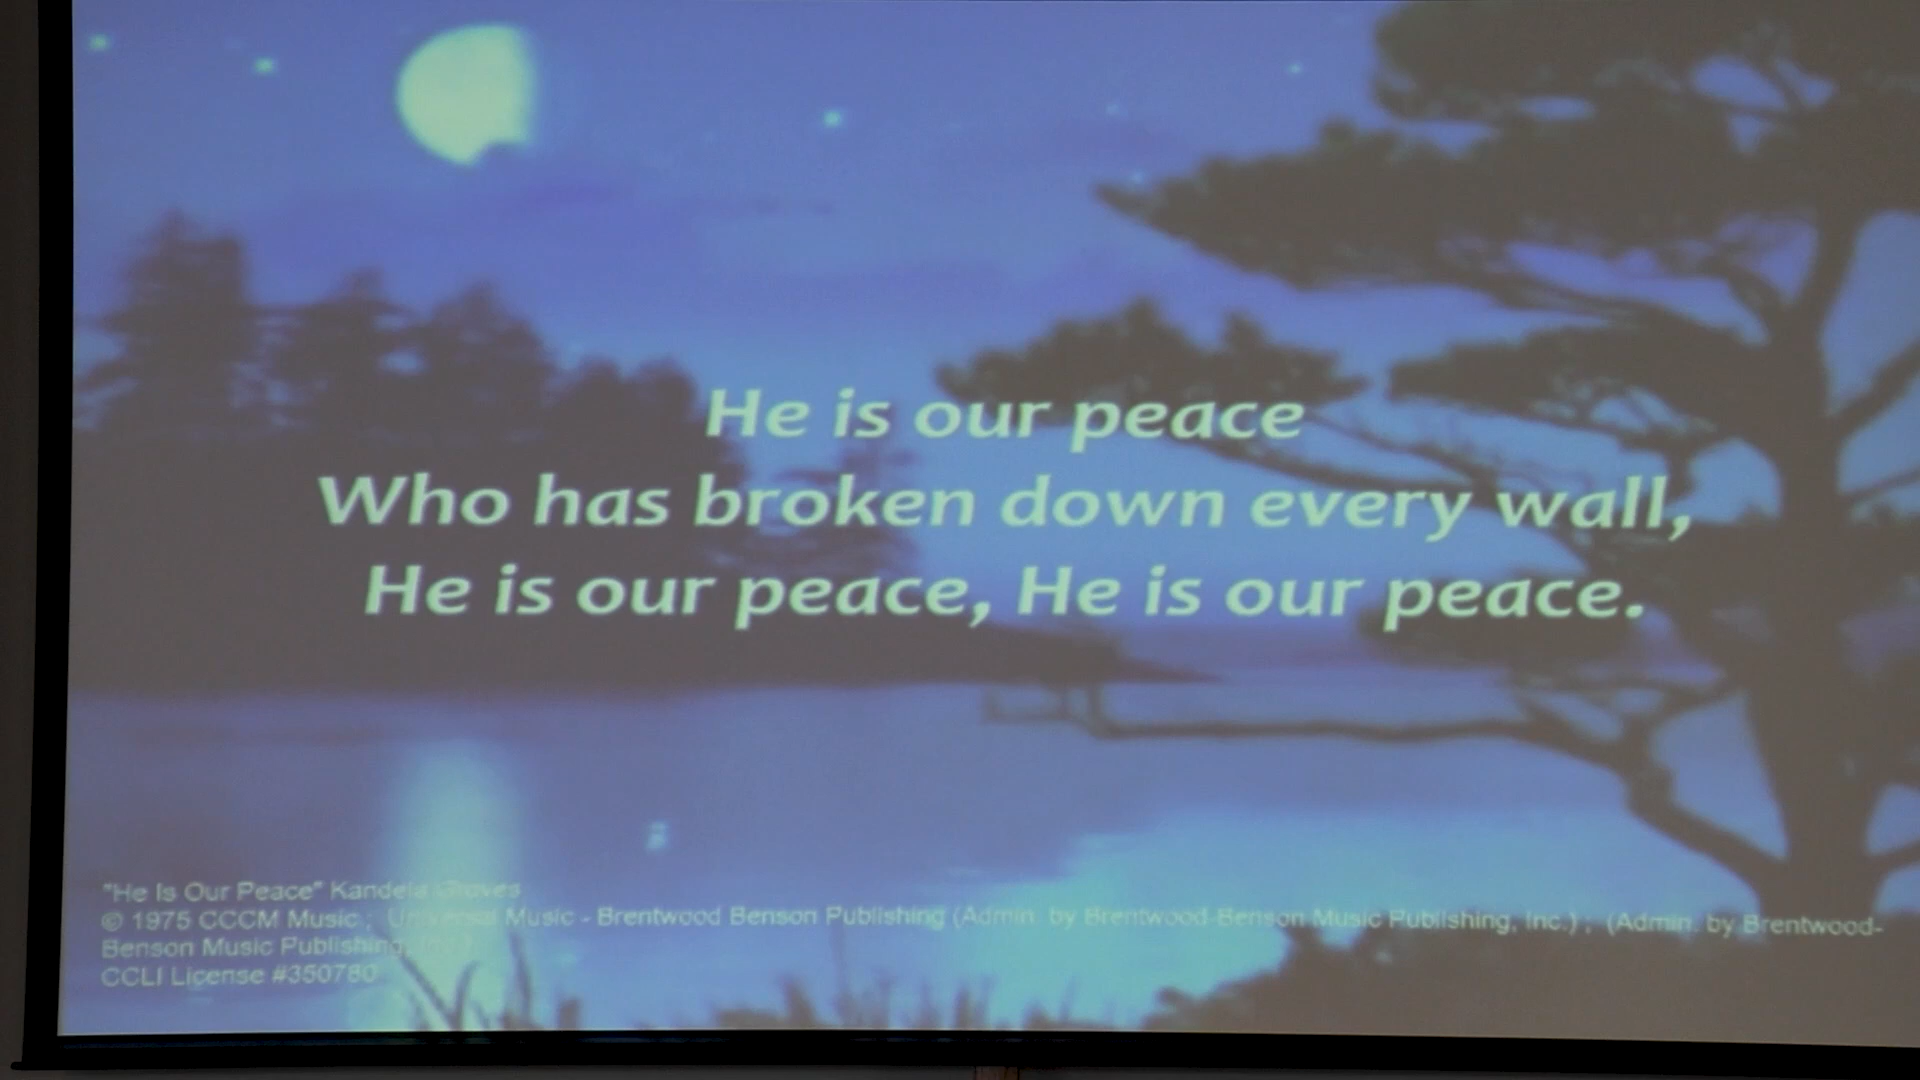 He is our peace
Who has broken down every wall,
He is our peace, He is our peace.
"He Is Our Peace" Kandela Groves
© 1975 CCCM Music ; Universal Music - Brentwood Benson Publishing (Admin. by Brentwood-Benson Music Publishing, Inc.) ; (Admin. by Brentwood-
Benson Music Publishing, Inc.)
CCLI License #350780